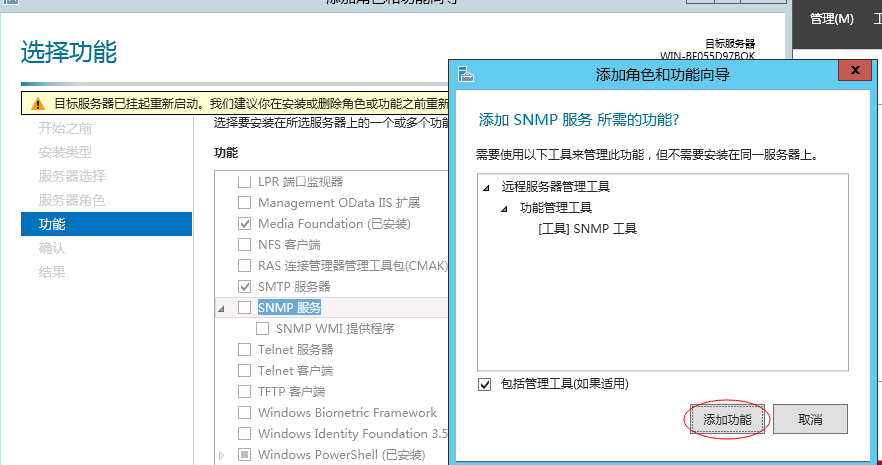 添加角色和功能向导
管理(M)
选择功能
目标服务器
WIN-BF055D97BOK
目标服务器已挂起重新启动。我们建议你在安装或删除角色或功能之前重新
开始之前
安装类型
服务器选择
服务器角色
功能
确认
结果
选择要安装在所选服务器上的一个或多个功能
功能
LPR 端口监视器
Management OData IIS 扩展
Media Foundation (已安装)
NFS 客户端
RAS 连接管理器管理工具包(CMAK)
SMTP 服务器
SNMP 服务
SNMP WMI 提供程序
Telnet 服务器
Telnet 客户端
TFTP 客户端
Windows Biometric Framework
Windows Identity Foundation 3.5
Windows PowerShell (已安装)
添加角色和功能向导
x
添加 SNMP 服务 所需的功能?
需要使用以下工具来管理此功能，但不需要安装在同一服务器上。
远程服务器管理工具
功能管理工具
[工具] SNMP 工具
包括管理工具(如果适用)
添加功能
取消